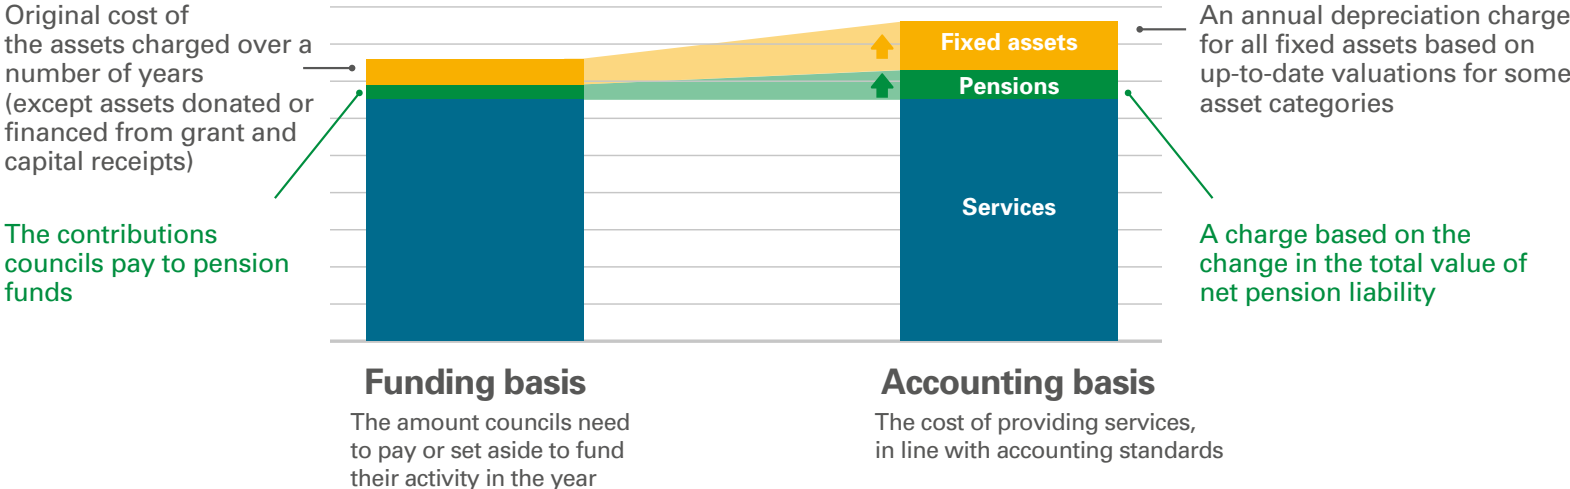 Original cost of
the assets charged over a
number of years
(except assets donated or
financed from grant and
capital receipts)
The contributions
councils pay to pension
funds
Fixed assets
Pensions
Services
An annual depreciation charge
for all fixed assets based on
up-to-date valuations for some
asset categories
A charge based on the
change in the total value of
net pension liability
Funding basis
The amount councils need
to pay or set aside to fund
their activity in the year
Accounting basis
The cost of providing services,
in line with accounting standards